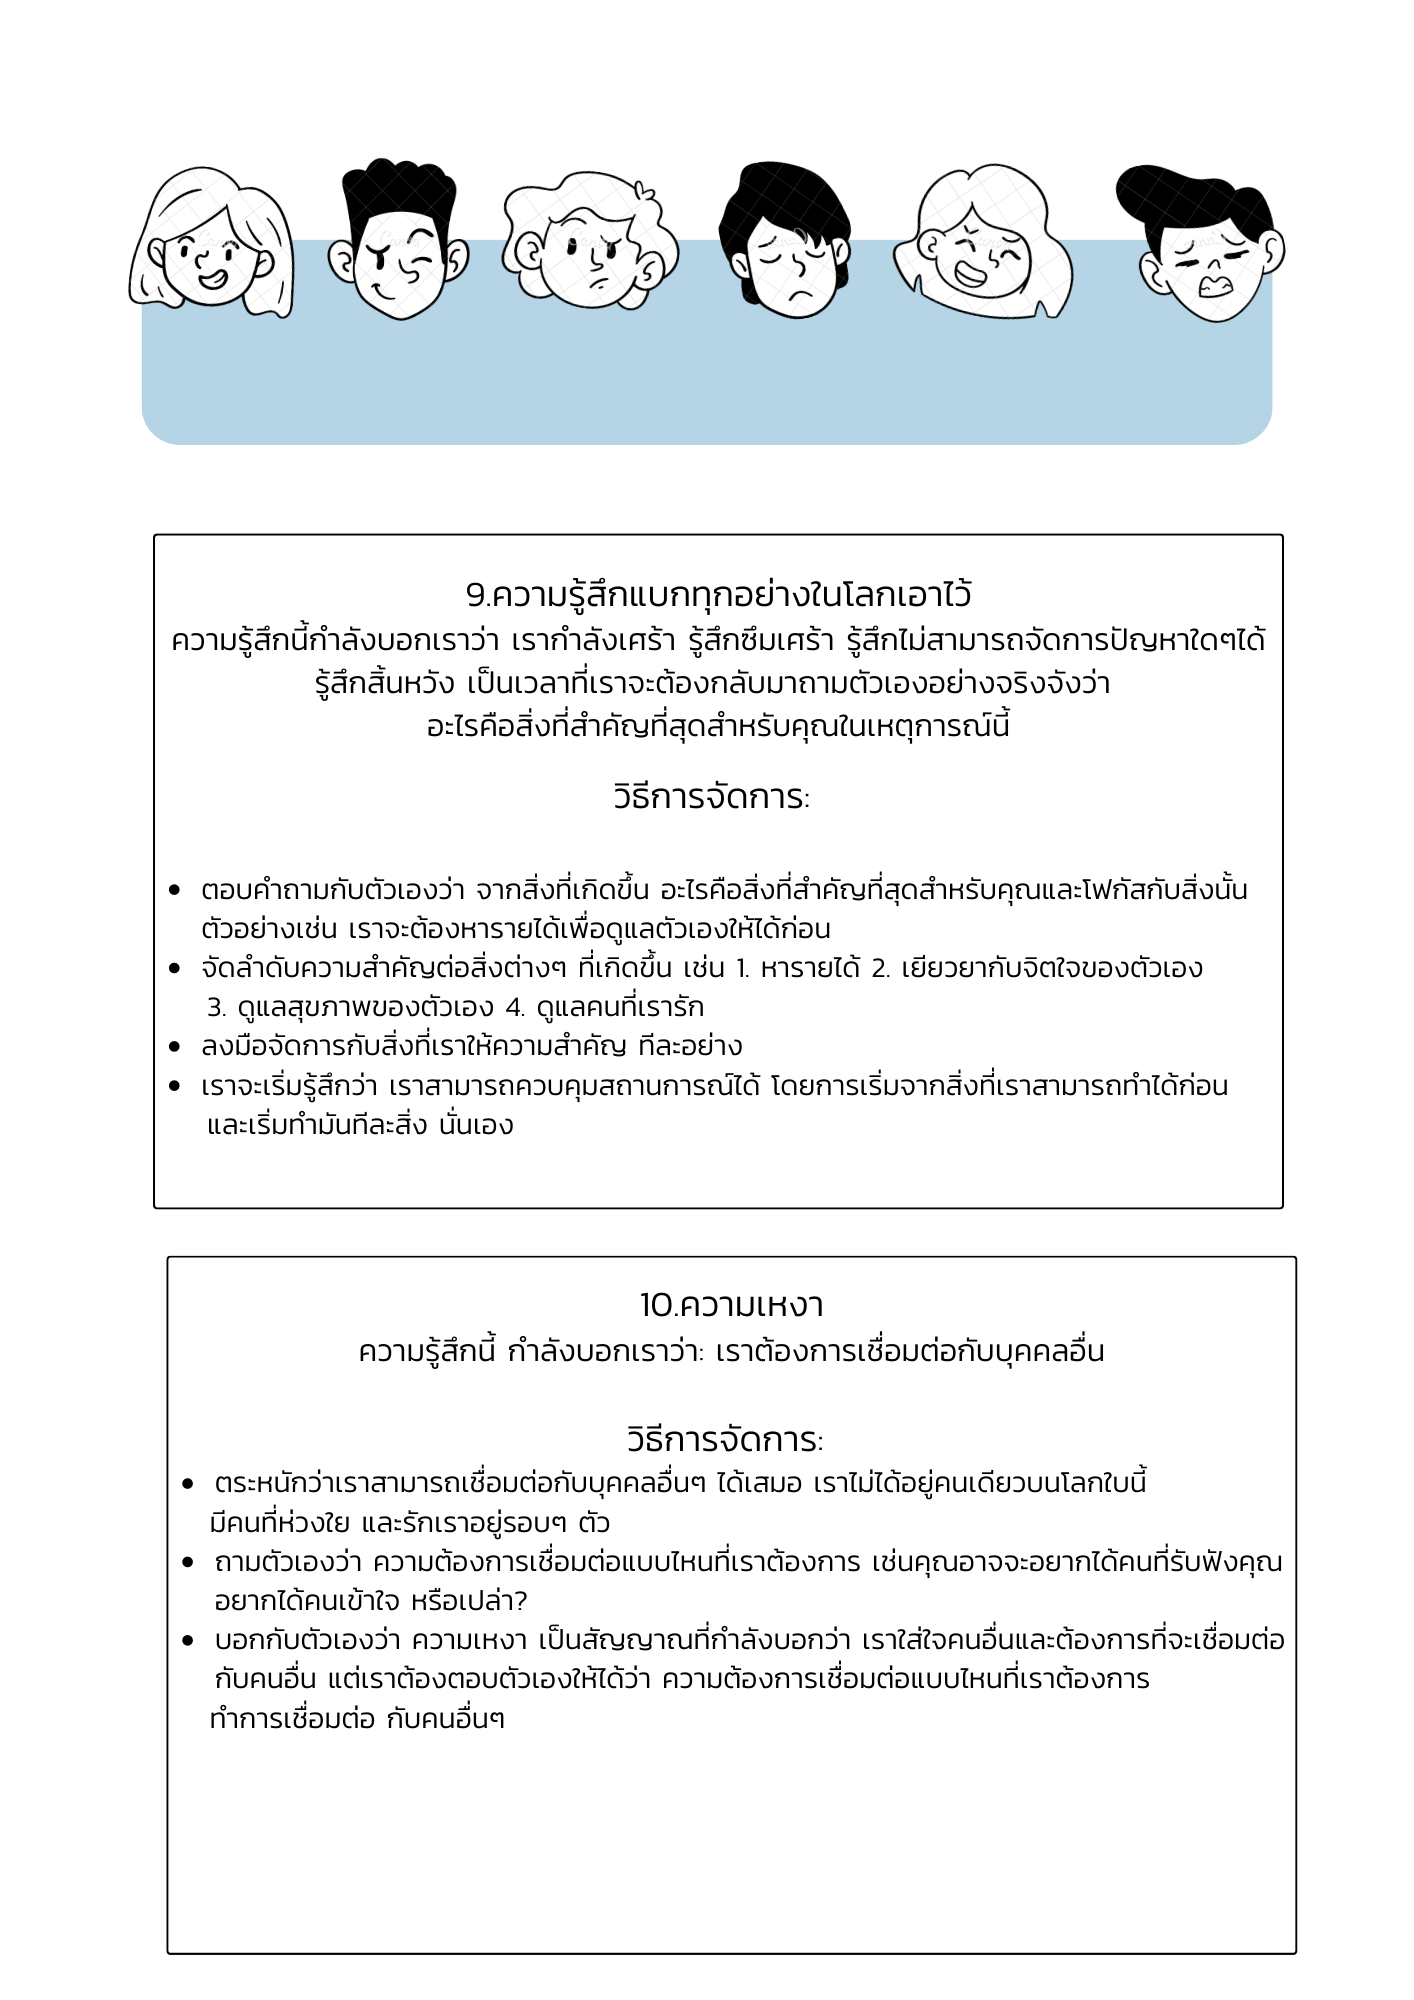 9.ความรู้สึกแบกทุกอย่างในโลกเอาไว้
ความรู้สึกนี้กำลังบอกเราว่า เรากำลังเศร้า รู้สึกซึมเศร้า รู้สึกไม่สามารถจัดการปัญหาใดๆได้
รู้สึกสิ้นหวัง เป็นเวลาที่เราจะต้องกลับมาถามตัวเองอย่างจริงจังว่า
อะไรคือสิ่งที่สำคัญที่สุดสำหรับคุณในเหตุการณ์นี้
วิธีการจัดการ:
• ตอบคำถามกับตัวเองว่า จากสิ่งที่เกิดขึ้น อะไรคือสิ่งที่สำคัญที่สุดสำหรับคุณและโฟกัสกับสิ่งนั้น
ตัวอย่างเช่น เราจะต้องหารายได้เพื่อดูแลตัวเองให้ได้ก่อน
• จัดลำดับความสำคัญต่อสิ่งต่างๆ ที่เกิดขึ้น เช่น 1. หารายได้ 2. เยียวยากับจิตใจของตัวเอง
3. ดูแลสุขภาพของตัวเอง 4. ดูแลคนที่เรารัก
• ลงมือจัดการกับสิ่งที่เราให้ความสำคัญ ทีละอย่าง
• เราจะเริ่มรู้สึกว่า เราสามารถควบคุมสถานการณ์ได้ โดยการเริ่มจากสิ่งที่เราสามารถทำได้ก่อน
และเริ่มทำมันทีละสิ่ง นั่นเอง
10.ความเหงา
ความรู้สึกนี้ กำลังบอกเราว่า: เราต้องการเชื่อมต่อกับบุคคลอื่น
วิธีการจัดการ:
• ตระหนักว่าเราสามารถเชื่อมต่อกับบุคคลอื่นๆ ได้เสมอ เราไม่ได้อยู่คนเดียวบนโลกใบนี้
มีคนที่ห่วงใย และรักเราอยู่รอบๆ ตัว
• ถามตัวเองว่า ความต้องการเชื่อมต่อแบบไหนที่เราต้องการ เช่นคุณอาจจะอยากได้คนที่รับฟังคุณ
อยากได้คนเข้าใจ หรือเปล่า?
• บอกกับตัวเองว่า ความเหงา เป็นสัญญาณที่กำลังบอกว่า เราใส่ใจคนอื่นและต้องการที่จะเชื่อมต่อ
กับคนอื่น แต่เราต้องตอบตัวเองให้ได้ว่า ความต้องการเชื่อมต่อแบบไหนที่เราต้องการ
ทำการเชื่อมต่อ กับคนอื่นๆ